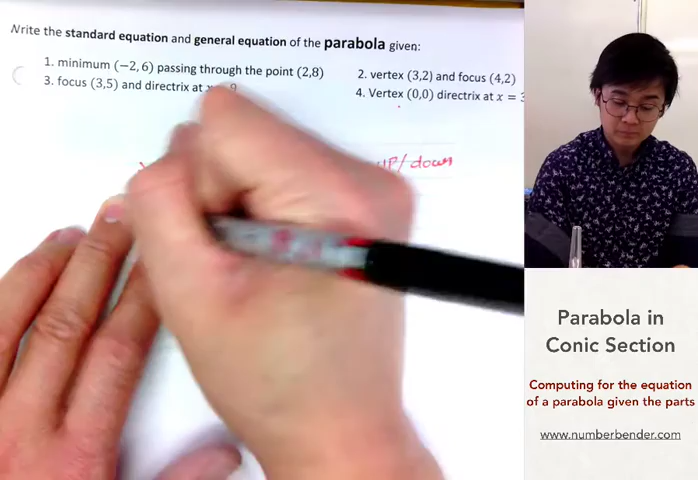 Write the standard equation and general equation of the parabola given:
1. minimum (−2, 6) passing through the point (2,8)
2. vertex (3,2) and focus (4,2)
3. focus (3,5) and directrix at
4. Vertex (0,0) directrix at x =
UP/down
Parabola in
Conic Section
Computing for the equation
of a parabola given the parts
www.numberbender.com